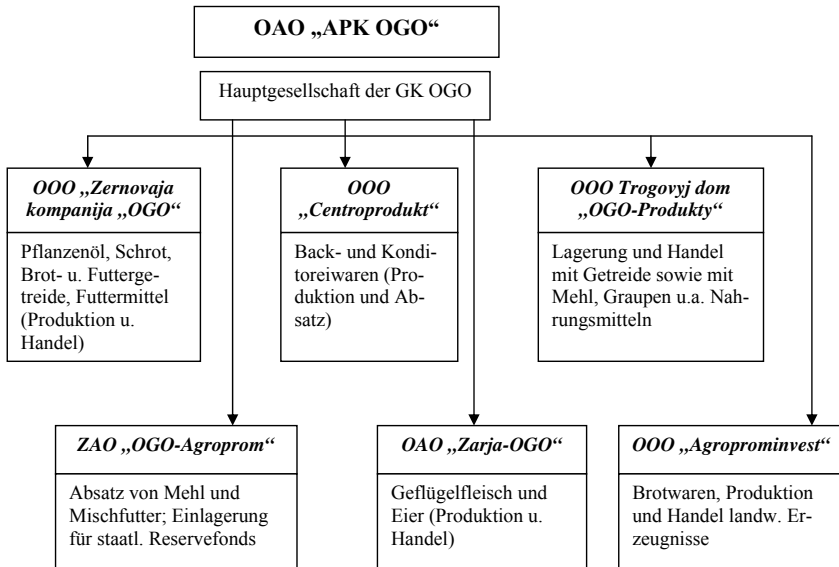 OAO „APK OGO“
Hauptgesellschaft der GK OGO
OOO „Zernovaja
kompanija „OGO“
Pflanzenöl, Schrot,
Brot- u. Futterge-
treide, Futtermittel
(Produktion u.
Handel)
OOO
„Centroprodukt“
Back- und Kondi-
toreiwaren (Pro-
duktion und Ab-
satz)
OOO Trogovyj dom
„OGO-Produkty“
Lagerung und Handel
mit Getreide sowie mit
Mehl, Graupen u.a. Nah-
rungsmitteln
ZAO „OGO-Agroprom“
Absatz von Mehl und
Mischfutter; Einlagerung
für staatl. Reservefonds
OAO „Zarja-OGO“
Geflügelfleisch und
Eier (Produktion u.
Handel)
OOO „Agroprominvest“
Brotwaren, Produktion
und Handel landw. Er-
zeugnisse